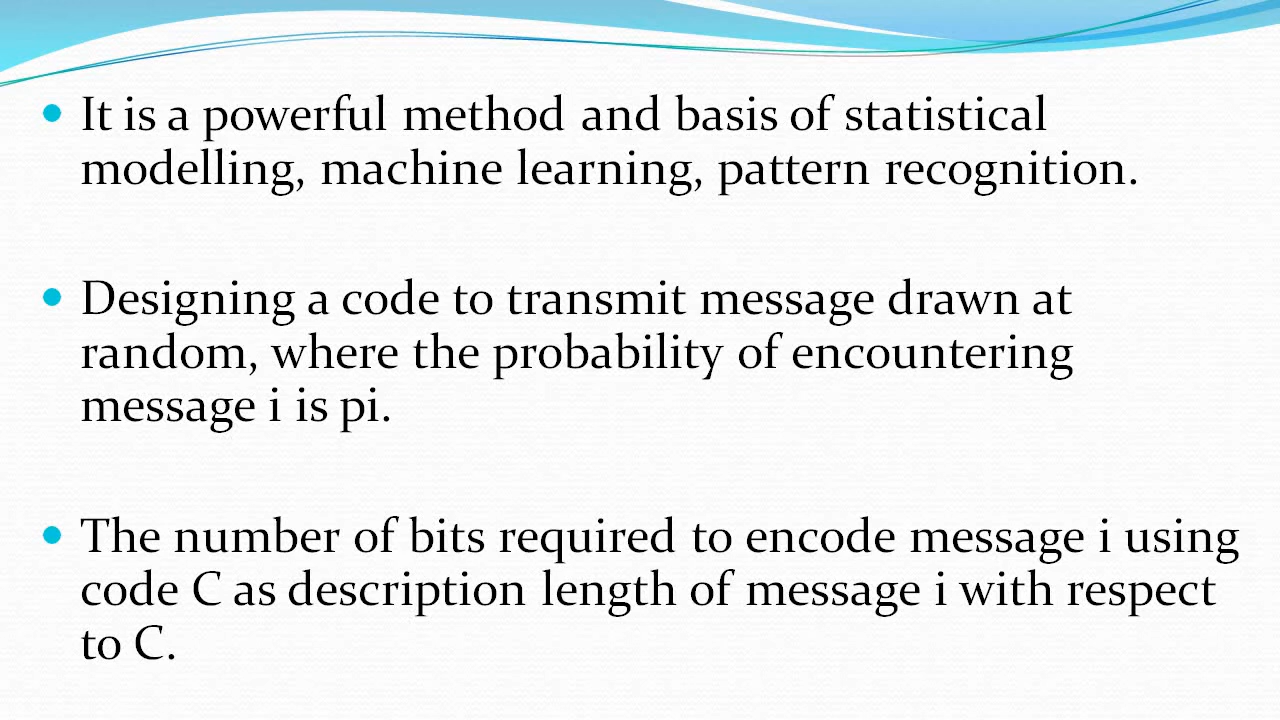 • It is a powerful method and basis of statistical
modelling, machine learning, pattern recognition.
• Designing a code to transmit message drawn at
random, where the probability of encountering
message i is pi.
• The number of bits required to encode message i using
code C as description length of message i with respect
to C.